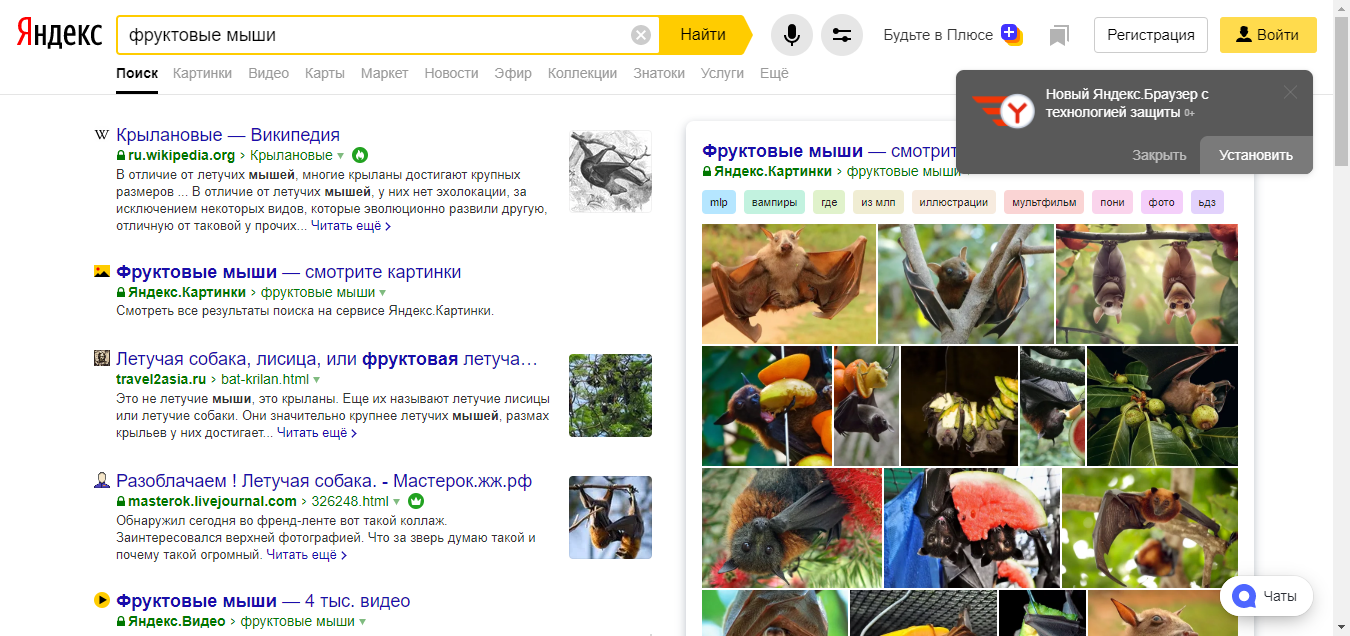 Яндекс
фруктовые мыши
Найти
Будьте в Плюсе
Регистрация
Войти
Поиск Картинки Видео Карты Маркет Новости Эфир Коллекции Знатоки Услуги Ещё
Новый Яндекс.Браузер с
технологией защиты 0+
Закрыть
Установить
W Крылановые — Википедия
ru.wikipedia.org › Крылановые
В отличие от летучих мышей, многие крыланы достигают крупных
размеров ... В отличие от летучих мышей, у них нет эхолокации, за
исключением некоторых видов, которые эволюционно развили другую,
отличную от таковой у прочих... Читать ещё >
Фруктовые мыши — смотрите картинки
Яндекс.Картинки › фруктовые мыши
Смотреть все результаты поиска на сервисе Яндекс.Картинки.
Летучая собака, лисица, или фруктовая летуча…
travel2asia.ru › bat-krilan.html
Это не летучие мыши, это крыланы. Еще их называют летучие лисицы
или летучие собаки. Они значительно крупнее летучих мышей, размах
крыльев у них достигает... Читать ещё >
Разоблачаем ! Летучая собака. - Мастерок.жж.рф
masterok.livejournal.com › 326248.html
Обнаружил сегодня во френд-ленте вот такой коллаж.
Заинтересовался верхней фотографией. Что за зверь думаю такой и
почему такой огромный. Читать ещё >
Фруктовые мыши — 4 тыс. видео
Яндекс.Видео › фруктовые мыши
Фруктовые мыши — смотрит
Яндекс.Картинки › фруктовые мыши
mlp вампиры где из млп иллюстрации мультфильм пони фото ьдз
Чаты